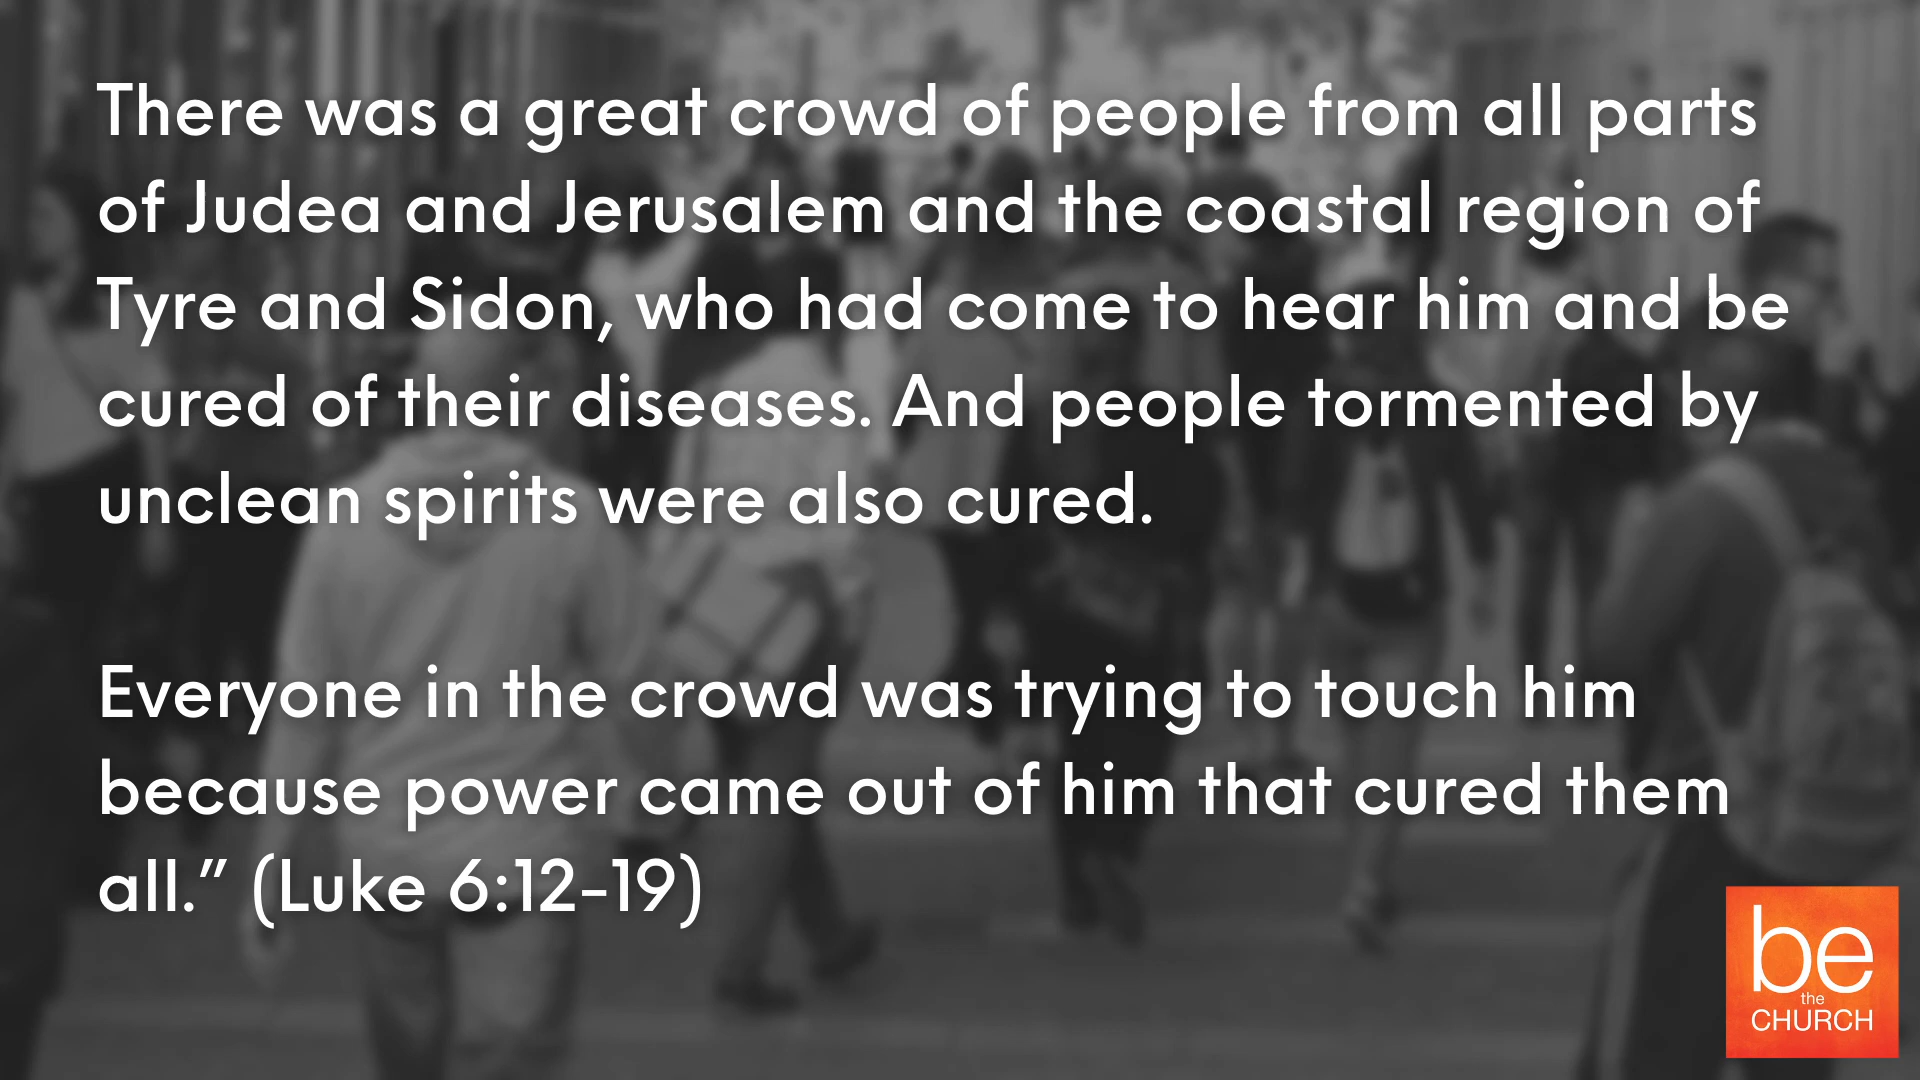 There was a great crowd of people from all parts
of Judea and Jerusalem and the coastal region of
Tyre and Sidon, who had come to hear him and be
cured of their diseases. And people tormented by
unclean spirits were also cured.
Everyone in the crowd was trying to touch him
because power came out of him that cured them
all.” (Luke 6:12-19)
be
the
CHURCH